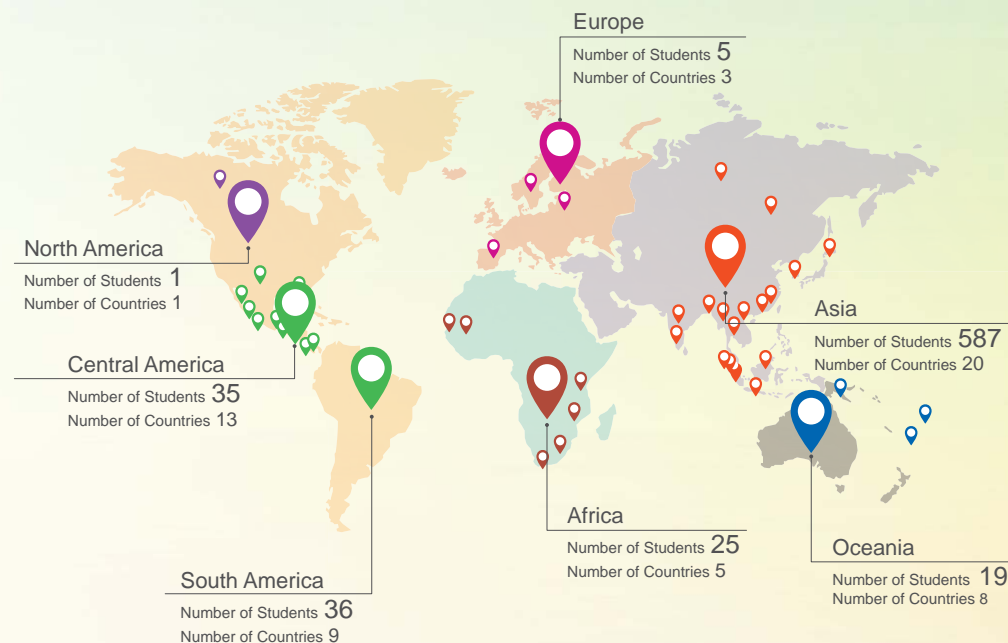 Europe
Number of Students 5
Number of Countries 3
North America
Number of Students 1
Number of Countries 1
Asia
Number of Students 587
Number of Countries 20
Central America
Number of Students 35
Number of Countries 13
Africa
Number of Students 25
Number of Countries 5
Oceania
Number of Students 19
Number of Countries 8
South America
Number of Students 36
Number of Countries 9